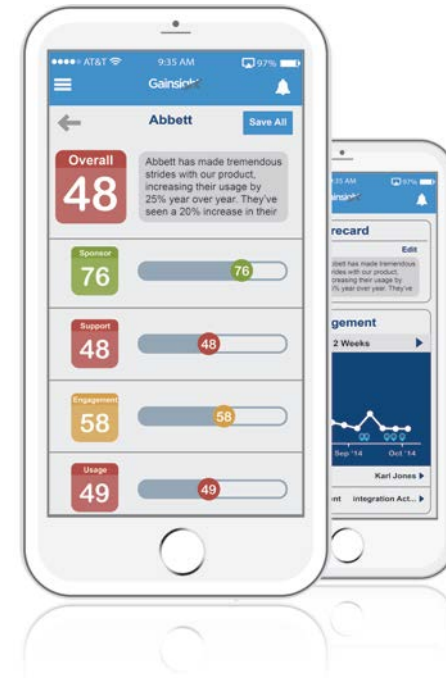 AT&T 9:35 AM 97%
Gainsight
Abbett
Save All
Overall
48
Abbett has made tremendous
strides with our product,
increasing their usage by
25% year over year. They've
seen a 20% increase in their
Sponsor
76
76
Support
48
48
Engagement
58
58
Usage
49
49
:35 AM 97%
ainsight
recard
Edit
bbett has made tremendous
rides with our product,
creasing their usage by
% year over year. They've
gement
2 Weeks
Sep '14 Oct '14
Karl Jones
nt integration Act...